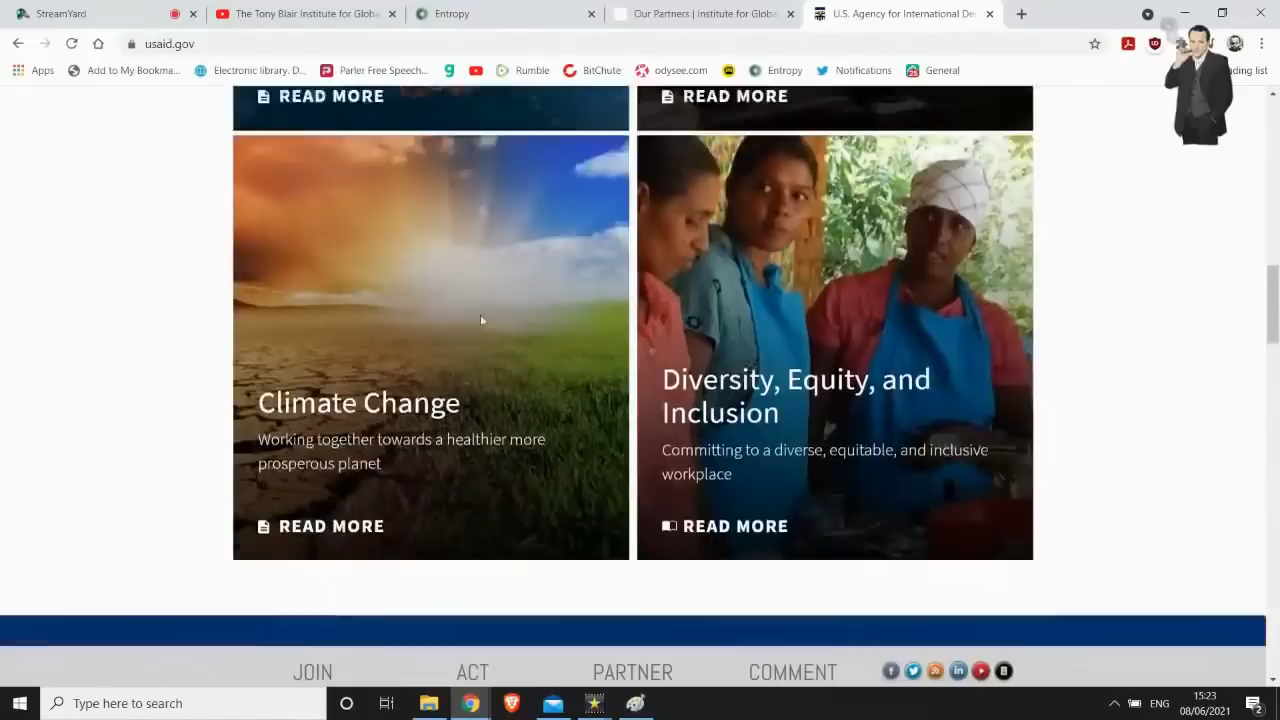 StreamYard
The Tony Blair Institute for Globa
Entropy
Our Partners | Institute for Global
U.S. Agency for International De
usaid.gov
Apps
Add to My Bookma...
Electronic library. D...
Parler Free Speech...
Rumble
BitChute
odysee.com
Entropy
Notifications
General
ding list
READ MORE
READ MORE
Climate Change
Working together towards a healthier more
prosperous planet
READ MORE
Diversity, Equity, and
Inclusion
Committing to a diverse, equitable, and inclusive
workplace
READ MORE
JOIN
ACT
PARTNER
COMMENT
Type here to search
ENG
15:23
08/06/2021